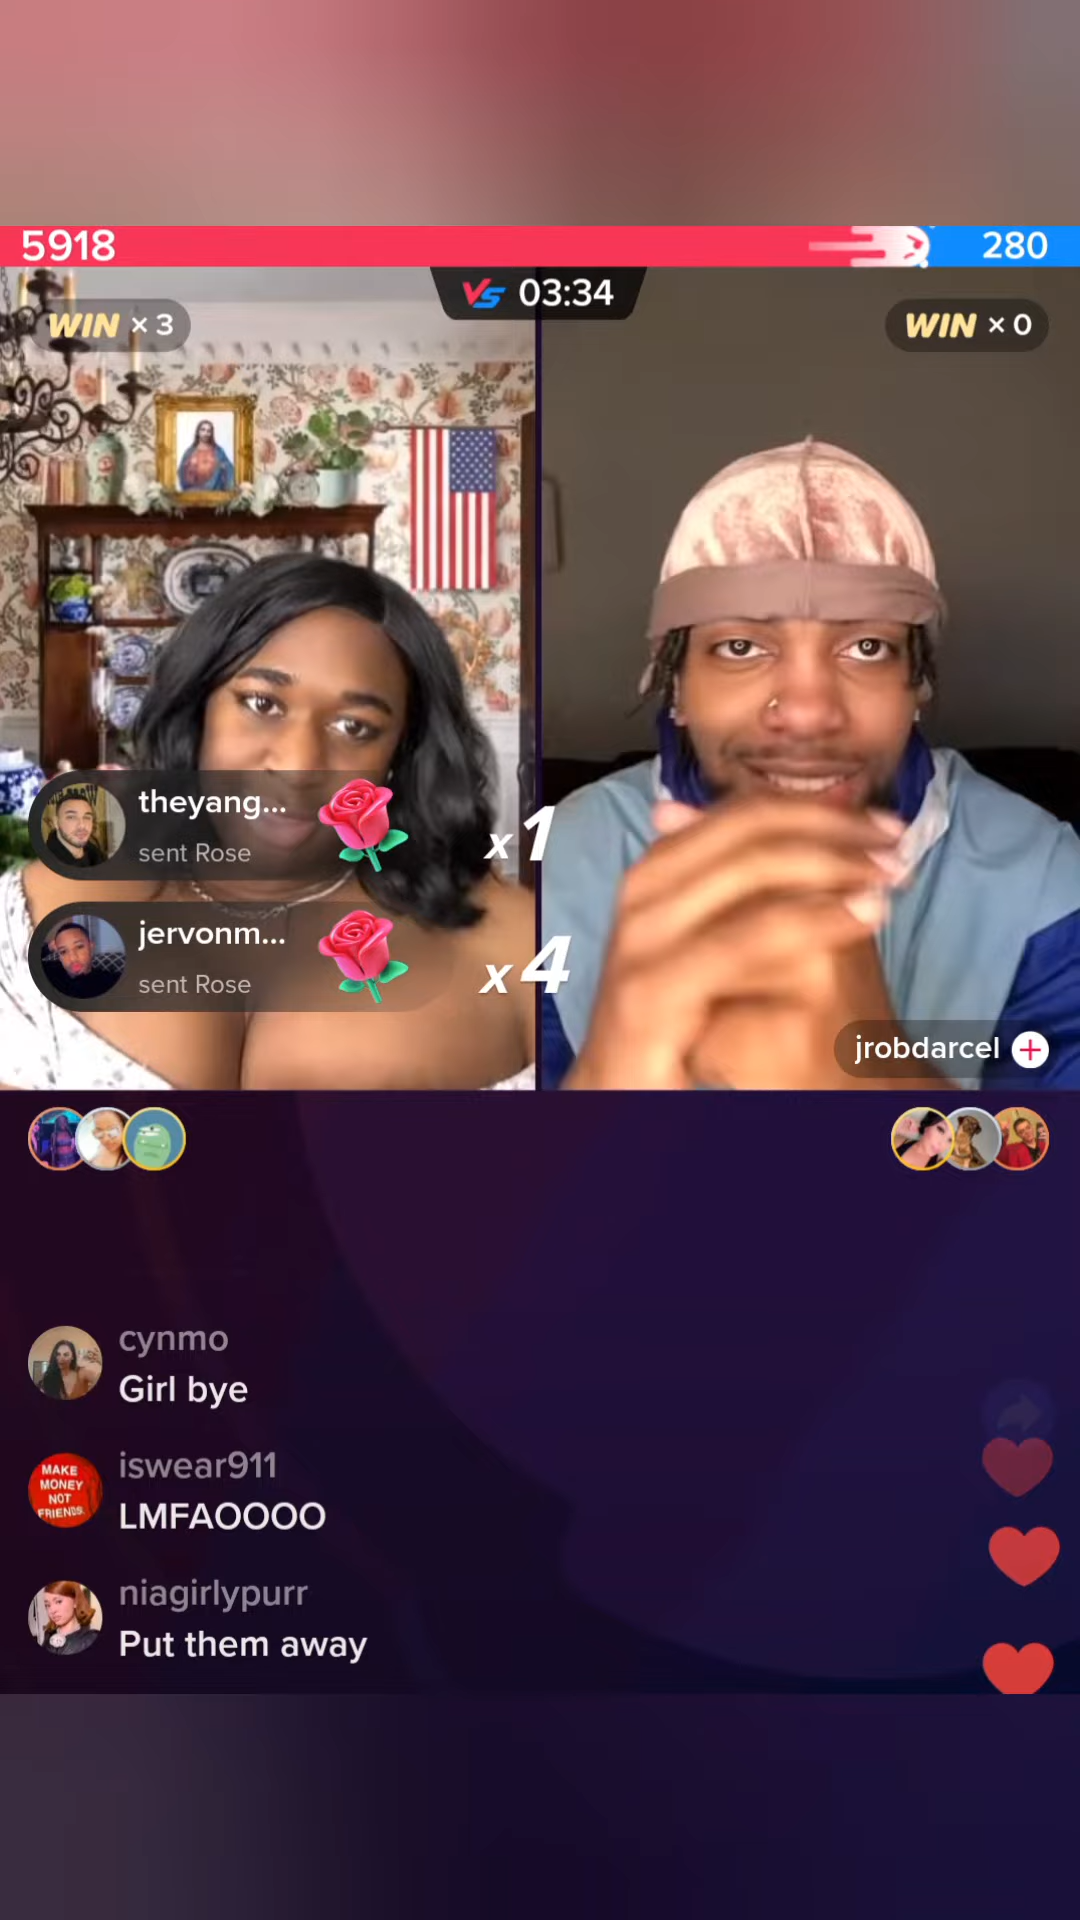 5918
280
VS 03:34
WIN × 3
WIN × 0
theyang...
sent Rose
x1
jervonm...
sent Rose
x4
jrobdarcel
cynmo
Girl bye
iswear911
LMFAOOOO
MAKE
MONEY
NOT
FRIENDS
niagirlypurr
Put them away